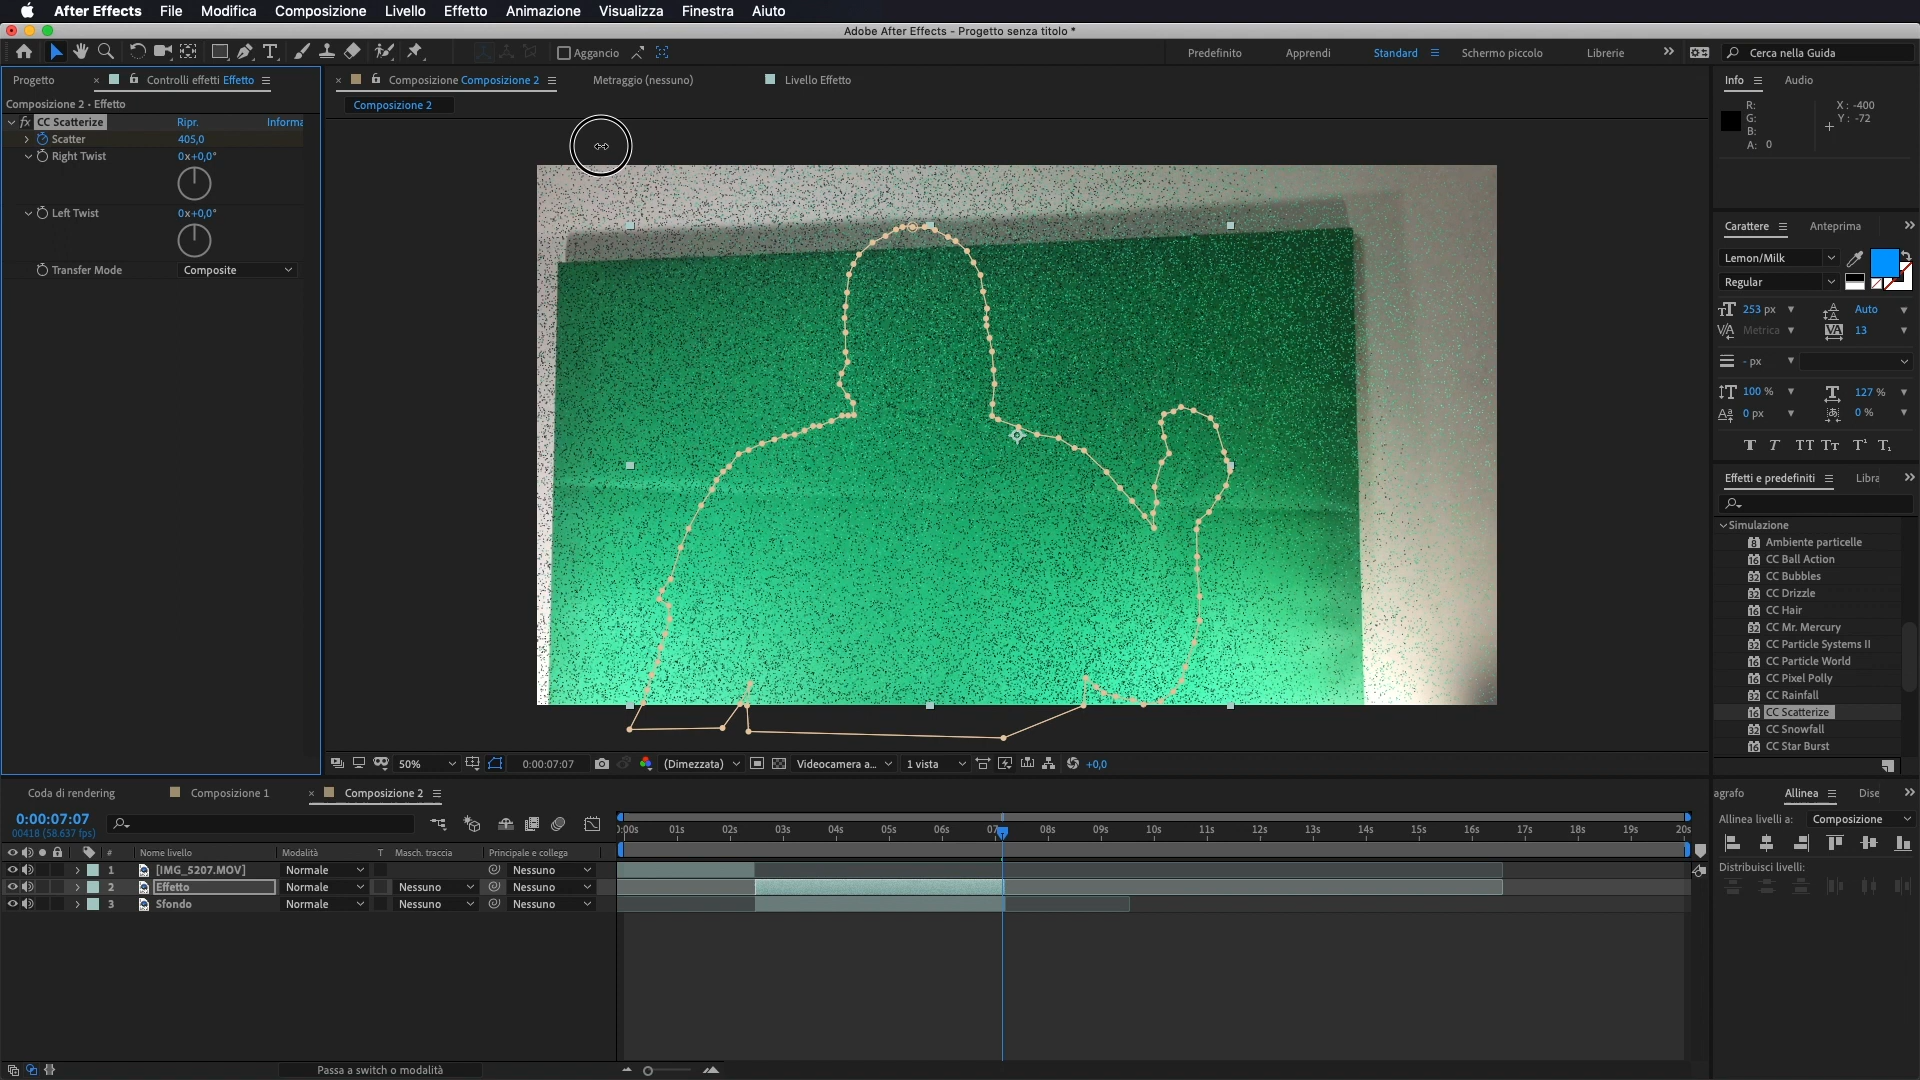 After Effects File Modifica Composizione Livello Effetto Animazione Visualizza Finestra Aiuto
Adobe After Effects - Progetto senza titolo *
Aggancio Predefinito Apprendi Standard Schermo piccolo Librerie Cerca nella Guida
Progetto Controlli effetti Effetto Composizione Composizione 2 Metraggio (nessuno) Livello Effetto Info Audio
Composizione 2 • Effetto Composizione 2
CC Scatterize Ripr. Informa
Scatter 405,0
Right Twist 0x+0,0°
Left Twist 0x+0,0°
Transfer Mode Composite
R: X : -400
G: Y : -72
B:
A: 0
Carattere Anteprima
Lemon/Milk
Regular
253 px Auto
Metrica 13
- px
100 % 127 %
0 px 0 %
T T TT Tт T¹ T₁
Effetti e predefiniti Libra
Simulazione
Ambiente particelle
CC Ball Action
CC Bubbles
CC Drizzle
CC Hair
CC Mr. Mercury
CC Particle Systems II
CC Particle World
CC Pixel Polly
CC Rainfall
CC Scatterize
CC Snowfall
CC Star Burst
50% 0:00:07:07 (Dimezzata) Videocamera a... 1 vista +0,0
Coda di rendering Composizione 1 Composizione 2
agrafo Allinea Dise
0:00:07:07
00418 (58.637 fps)
:00s 01s 02s 03s 04s 05s 06s 07 08s 09s 10s 11s 12s 13s 14s 15s 16s 17s 18s 19s 20s
Allinea livelli a: Composizione
# Nome livello Modalità T Masch. traccia Principale e collega
1 [IMG_5207.MOV] Normale Nessuno
2 Effetto Normale Nessuno Nessuno
3 Sfondo Normale Nessuno Nessuno
Distribuisci livelli:
Passa a switch o modalità